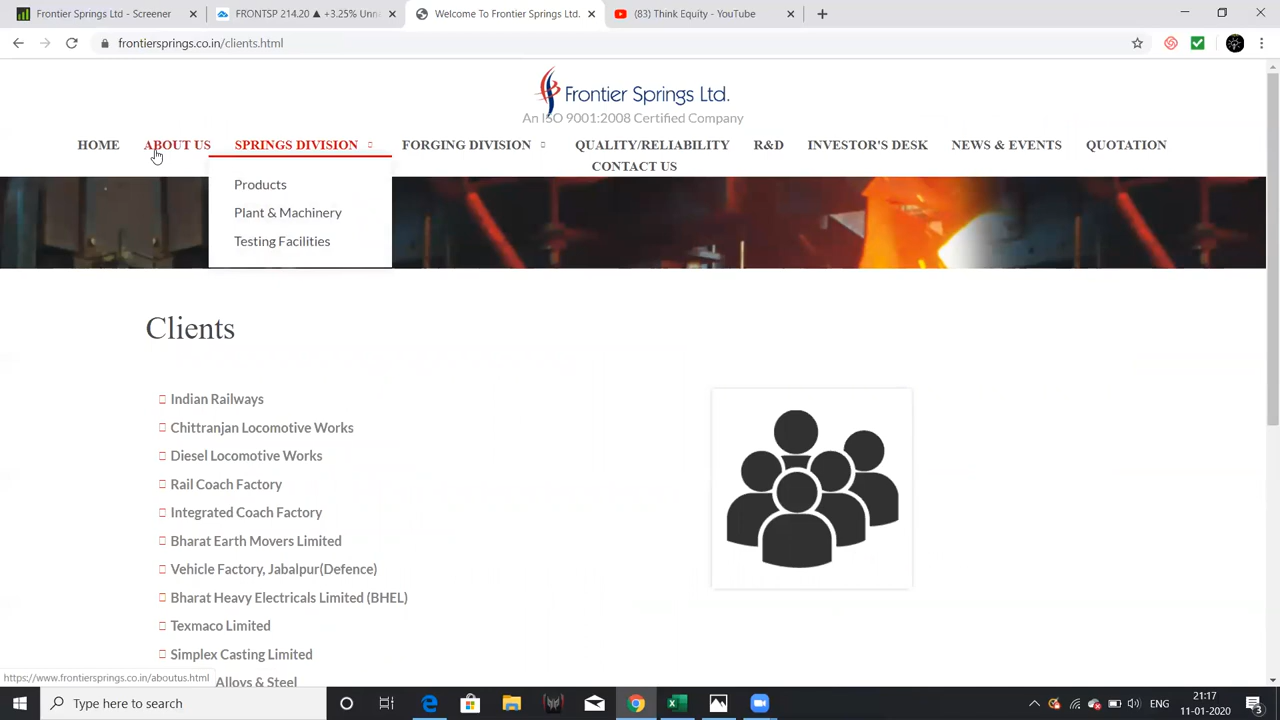 Frontier Springs Ltd - Screener
FRONTSP 214.20 ▲ +3.25% Unn
Welcome To Frontier Springs Ltd.
(83) Think Equity - YouTube
frontiersprings.co.in/clients.html
Frontier Springs Ltd.
An ISO 9001:2008 Certified Company
HOME ABOUT US SPRINGS DIVISION FORGING DIVISION QUALITY/RELIABILITY R&D INVESTOR'S DESK NEWS & EVENTS QUOTATION
CONTACT US
Products
Plant & Machinery
Testing Facilities
Clients
Indian Railways
Chittranjan Locomotive Works
Diesel Locomotive Works
Rail Coach Factory
Integrated Coach Factory
Bharat Earth Movers Limited
Vehicle Factory, Jabalpur(Defence)
Bharat Heavy Electricals Limited (BHEL)
Texmaco Limited
Simplex Casting Limited
Alloys & Steel
https://www.frontiersprings.co.in/aboutus.html
Type here to search
ENG
21:17
11-01-2020
3